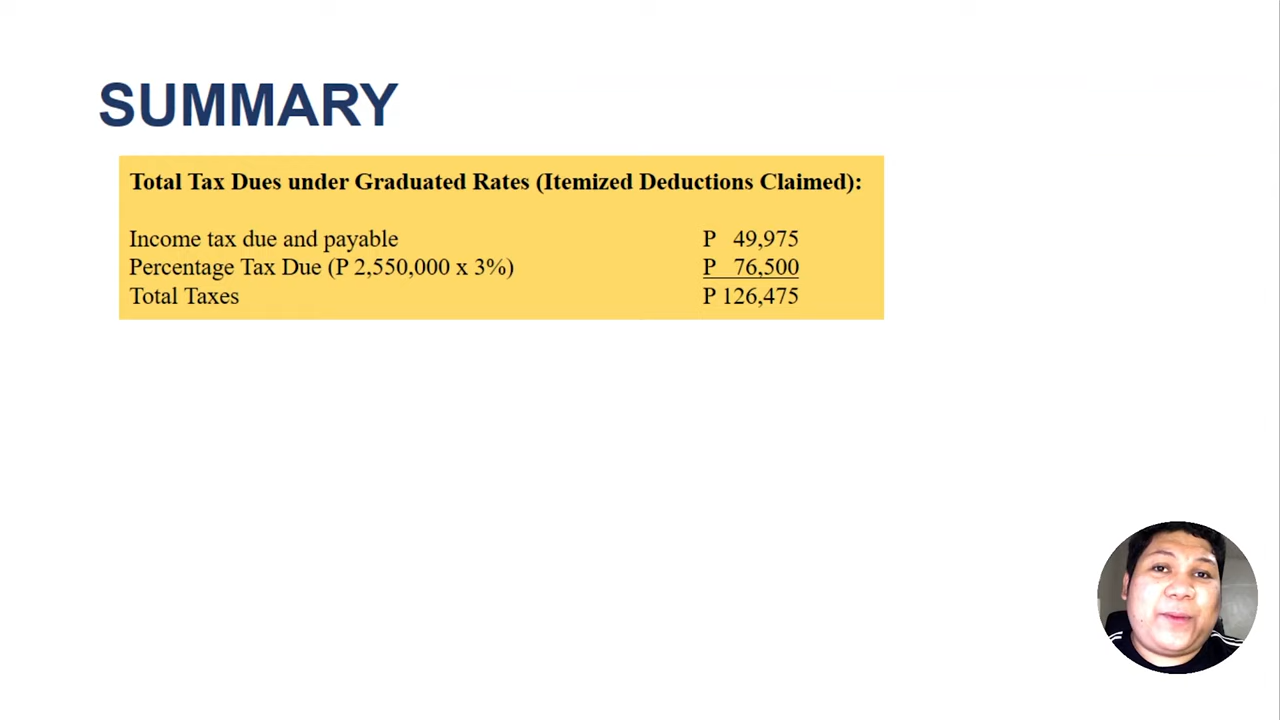 SUMMARY
Total Tax Dues under Graduated Rates (Itemized Deductions Claimed):
Income tax due and payable P 49,975
Percentage Tax Due (P 2,550,000 x 3%) P 76,500
Total Taxes P 126,475